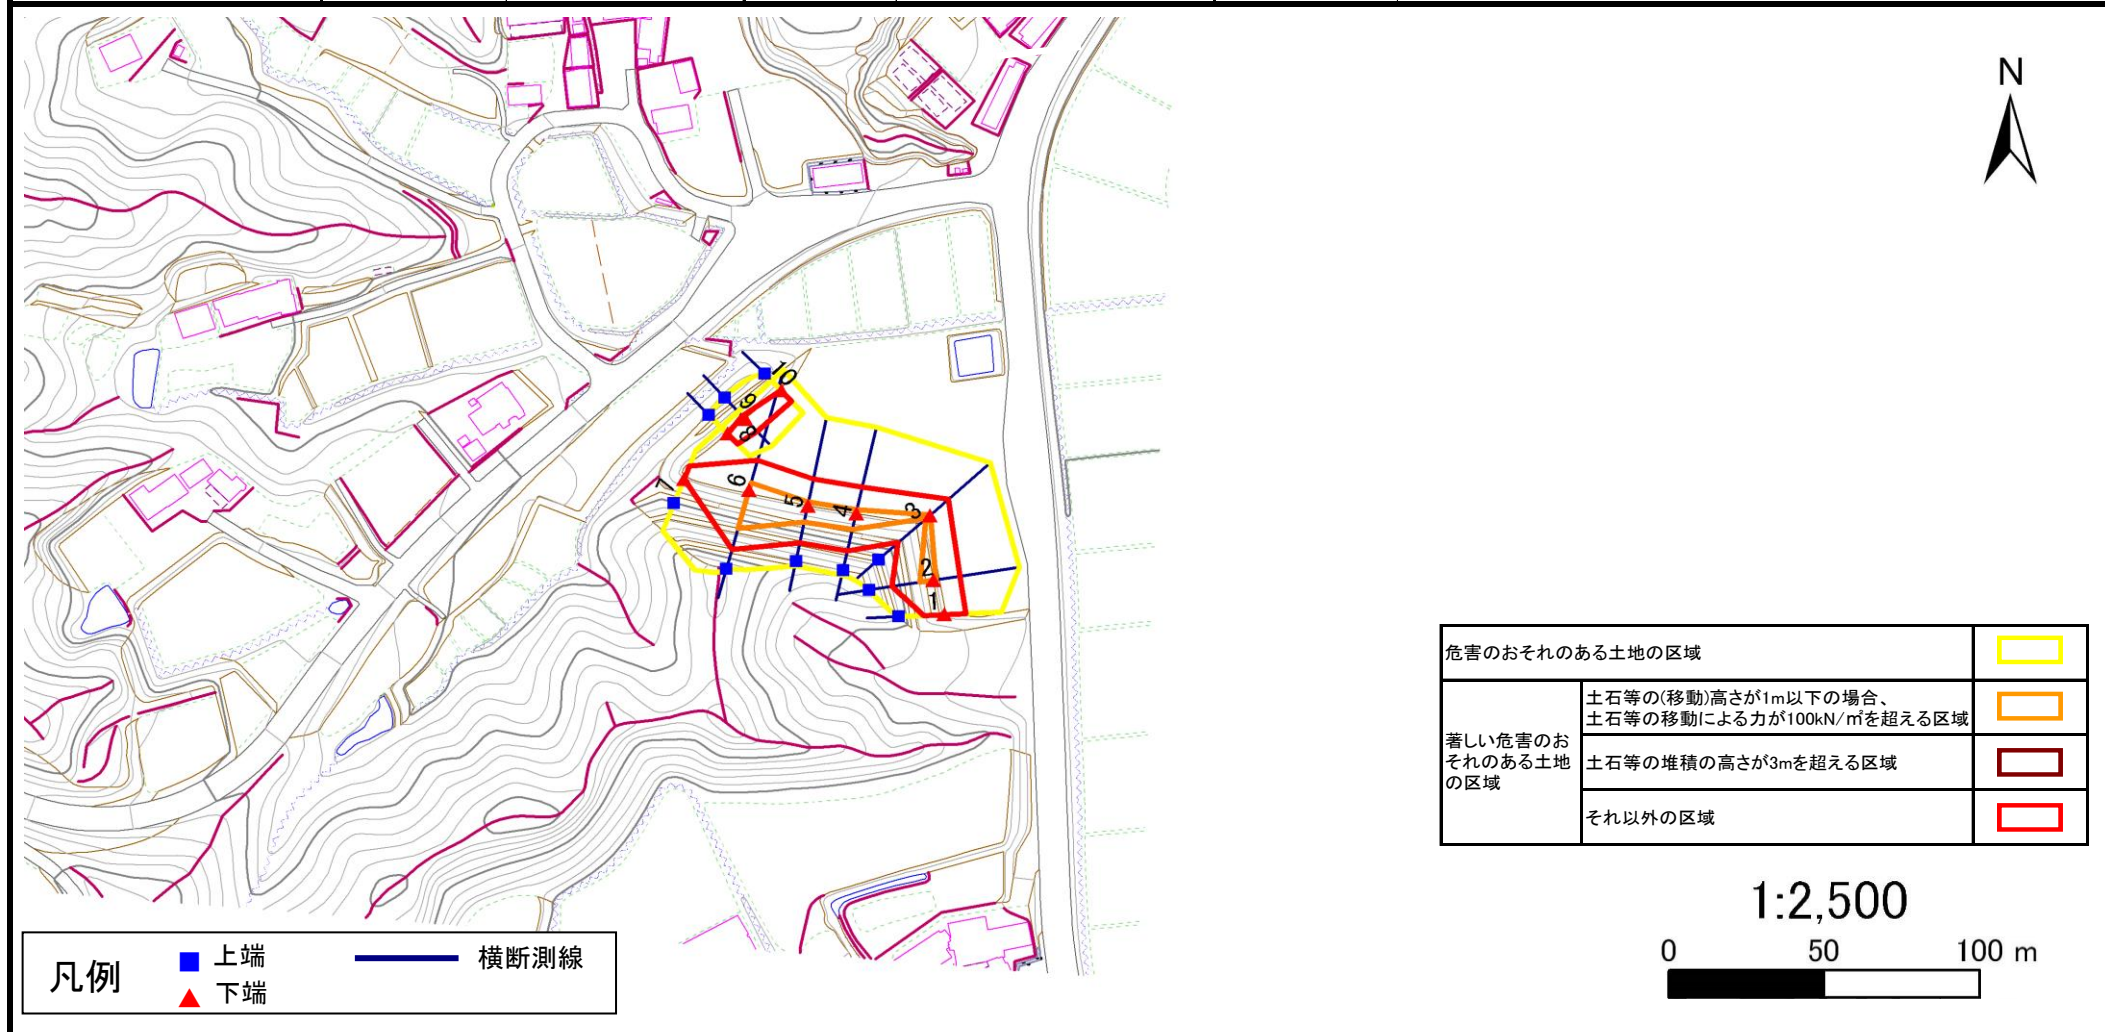 N
10
9
8
7
6
5
4
3
2
1
危害のおそれのある土地の区域
著しい危害のお
それのある土地
の区域
土石等の(移動)高さが1m以下の場合、
土石等の移動による力が100kN/㎡を超える区域
土石等の堆積の高さが3mを超える区域
それ以外の区域
1:2,500
0 50 100 m
凡例
上端
横断測線
下端